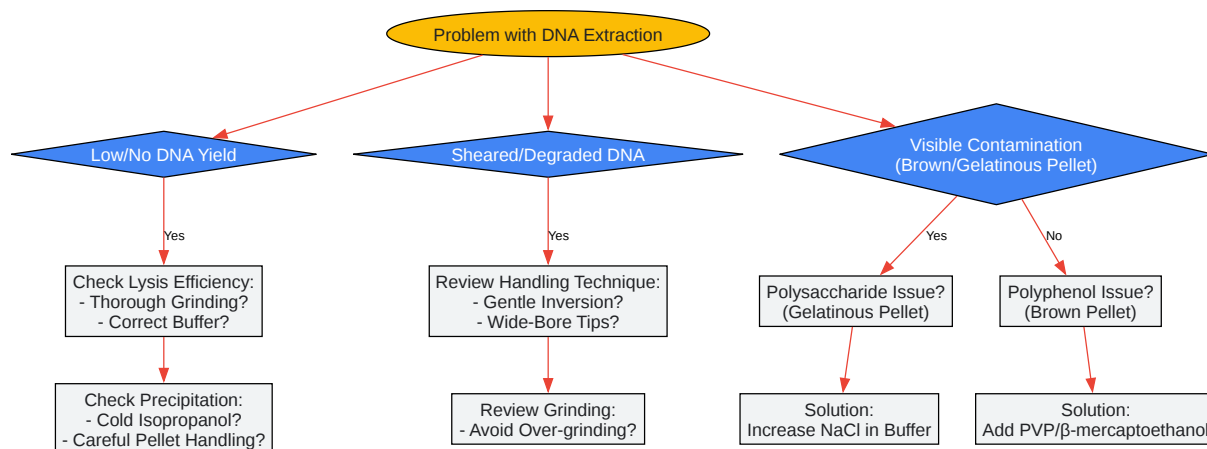 Problem with DNA Extraction
Low/No DNA Yield
Sheared/Degraded DNA
Visible Contamination
(Brown/Gelatinous Pellet)
Yes
Yes
Yes
No
Check Lysis Efficiency:
- Thorough Grinding?
- Correct Buffer?
Review Handling Technique:
- Gentle Inversion?
- Wide-Bore Tips?
Polysaccharide Issue?
(Gelatinous Pellet)
Polyphenol Issue?
(Brown Pellet)
Check Precipitation:
- Cold Isopropanol?
- Careful Pellet Handling?
Review Grinding:
- Avoid Over-grinding?
Solution:
Increase NaCl in Buffer
Solution:
Add PVP/β-mercaptoethanol